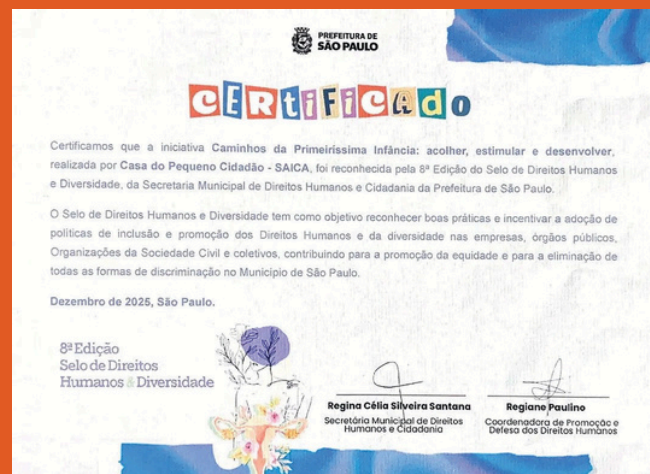 PREFEITURA DE
SÃO PAULO
CERtiFiCAdo
Certificamos que a iniciativa Caminhos da Primeiríssima Infância: acolher, estimular e desenvolver,
realizada por Casa do Pequeno Cidadão - SAICA, foi reconhecida pela 8ª Edição do Selo de Direitos Humanos
e Diversidade, da Secretaria Municipal de Direitos Humanos e Cidadania da Prefeitura de São Paulo.
O Selo de Direitos Humanos e Diversidade tem como objetivo reconhecer boas práticas e incentivar a adoção de
políticas de inclusão e promoção dos Direitos Humanos e da diversidade nas empresas, órgãos públicos,
Organizações da Sociedade Civil e coletivos, contribuindo para a promoção da equidade e para a eliminação de
todas as formas de discriminação no Município de São Paulo.
Dezembro de 2025, São Paulo.
8ª Edição
Selo de Direitos
Humanos & Diversidade
Regina Célia Silveira Santana
Secretária Municipal de Direitos
Humanos e Cidadania
Regiane Paulino
Coordenadora de Promoção e
Defesa dos Direitos Humanos